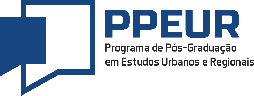 PPEUR
Programa de Pós-Graduação
em Estudos Urbanos e Regionais